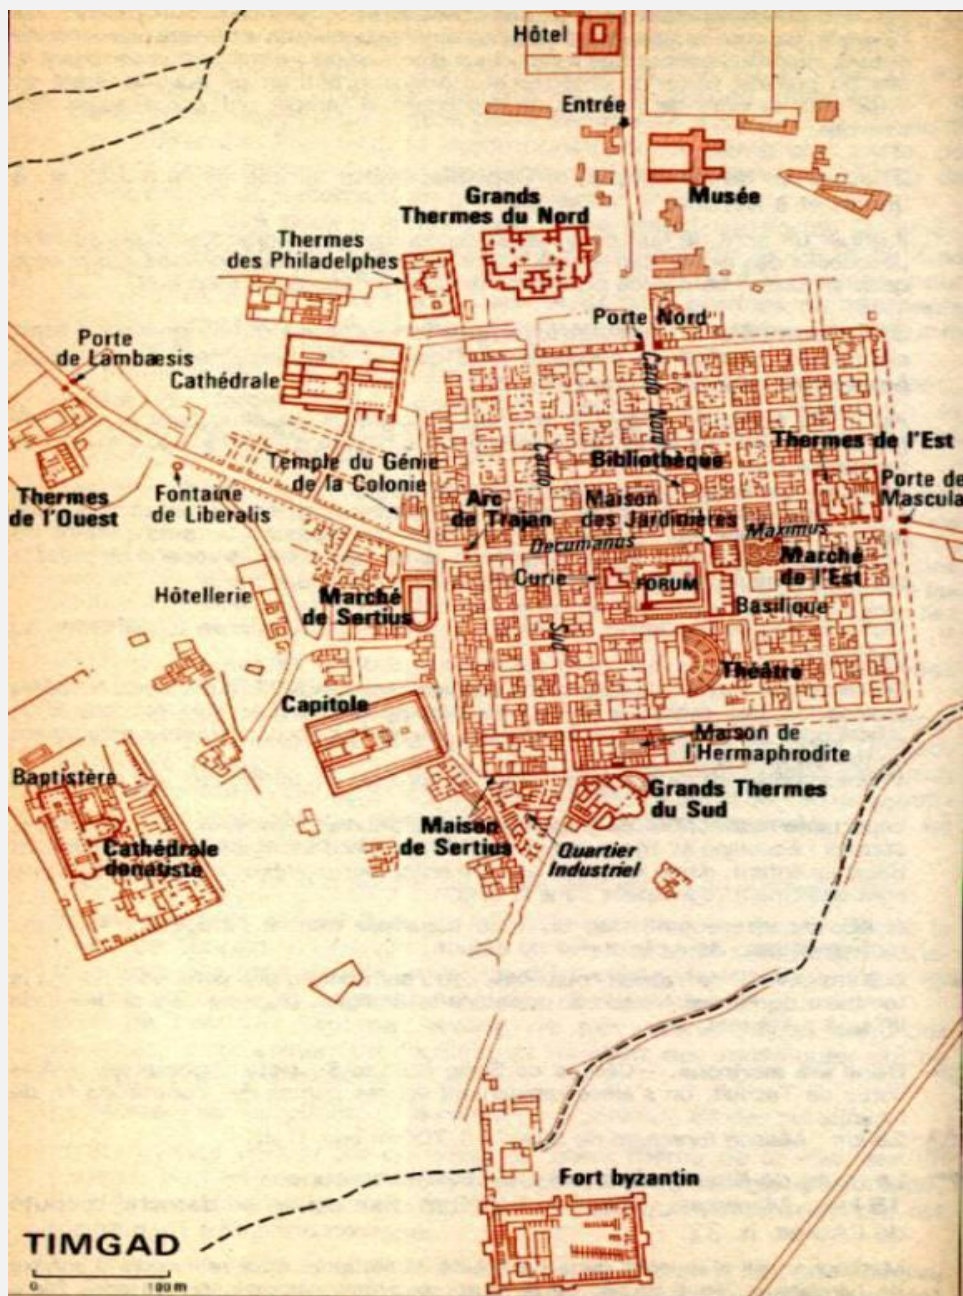 Hôtel
Entrée
Musée
Grands
Thermes du Nord
Thermes
des Philadelphes
Porte Nord
Porte
de Lambæsis
Cathédrale
Cardo Nord
Cardo
Thermes de l'Est
Bibliothèque
Temple du Génie
de la Colonie
Thermes
de l'Ouest
Fontaine
de Liberalis
Arc
de Trajan
Maison
des Jardinières
Porte de
Mascula
Decumanus
Maximus
Marché
de l'Est
Curie
FORUM
Basilique
Hôtellerie
Marché
de Sertius
Sud
Théâtre
Capitole
Maison de
l'Hermaphrodite
Baptistère
Grands Thermes
du Sud
Maison
de Sertius
Cathédrale
donatiste
Quartier
Industriel
Fort byzantin
TIMGAD
0 100 m